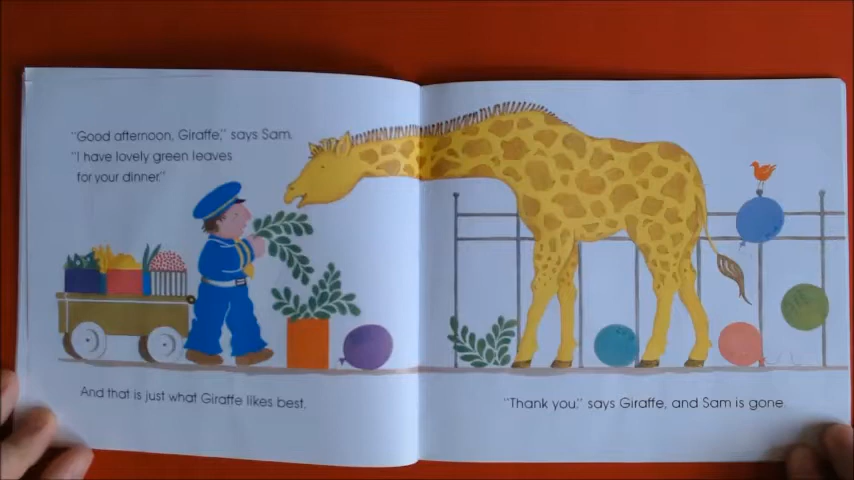 "Good afternoon, Giraffe," says Sam.
"I have lovely green leaves
for your dinner."
And that is just what Giraffe likes best.
"Thank you," says Giraffe, and Sam is gone.